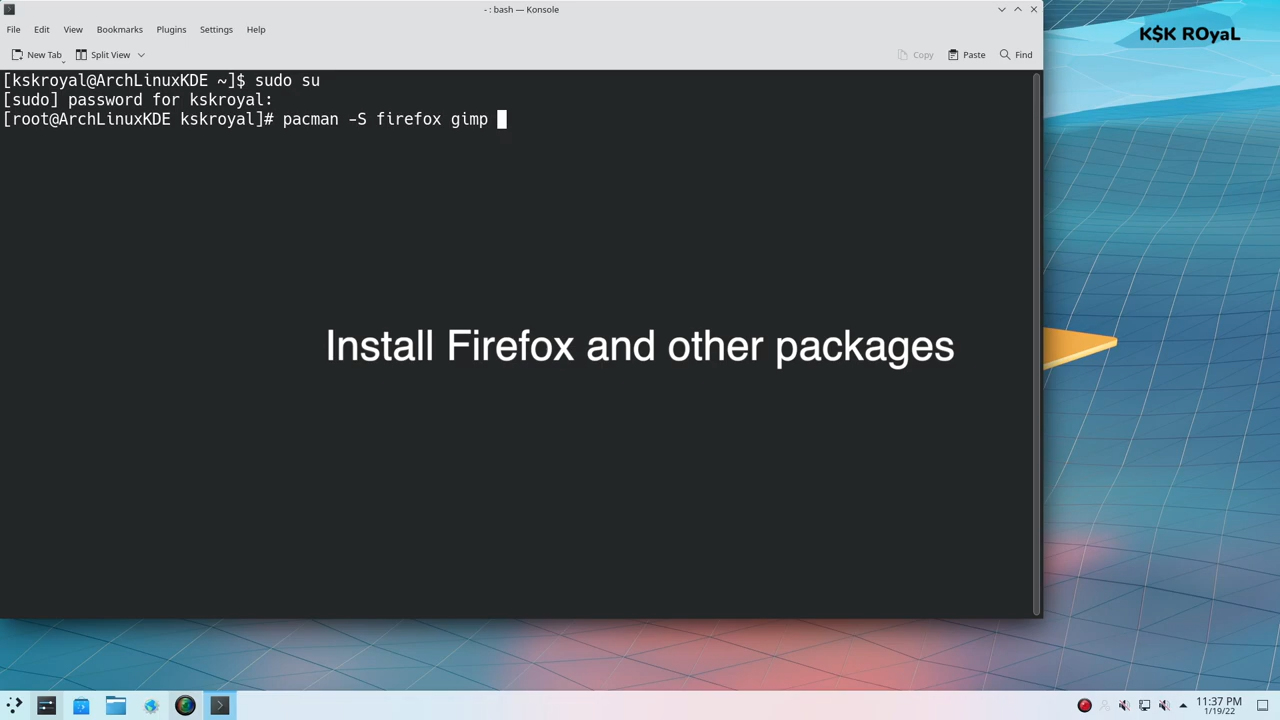 - : bash — Konsole
K$K ROyaL
File Edit View Bookmarks Plugins Settings Help
New Tab Split View Copy Paste Find
[kskroyal@ArchLinuxKDE ~]$ sudo su
[sudo] password for kskroyal:
[root@ArchLinuxKDE kskroyal]# pacman -S firefox gimp
Install Firefox and other packages
11:37 PM
1/19/22